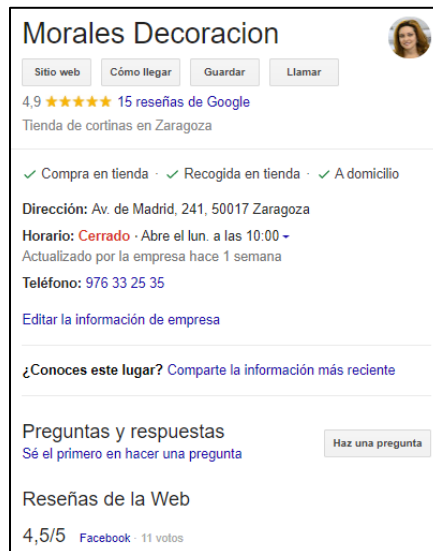 Morales Decoracion
Sitio web Cómo llegar Guardar Llamar
4,9 ★★★★★ 15 reseñas de Google
Tienda de cortinas en Zaragoza
✓ Compra en tienda · ✓ Recogida en tienda · ✓ A domicilio
Dirección: Av. de Madrid, 241, 50017 Zaragoza
Horario: Cerrado · Abre el lun. a las 10:00
Actualizado por la empresa hace 1 semana
Teléfono: 976 33 25 35
Editar la información de empresa
¿Conoces este lugar? Comparte la información más reciente
Preguntas y respuestas
Haz una pregunta
Sé el primero en hacer una pregunta
Reseñas de la Web
4,5/5 Facebook · 11 votos